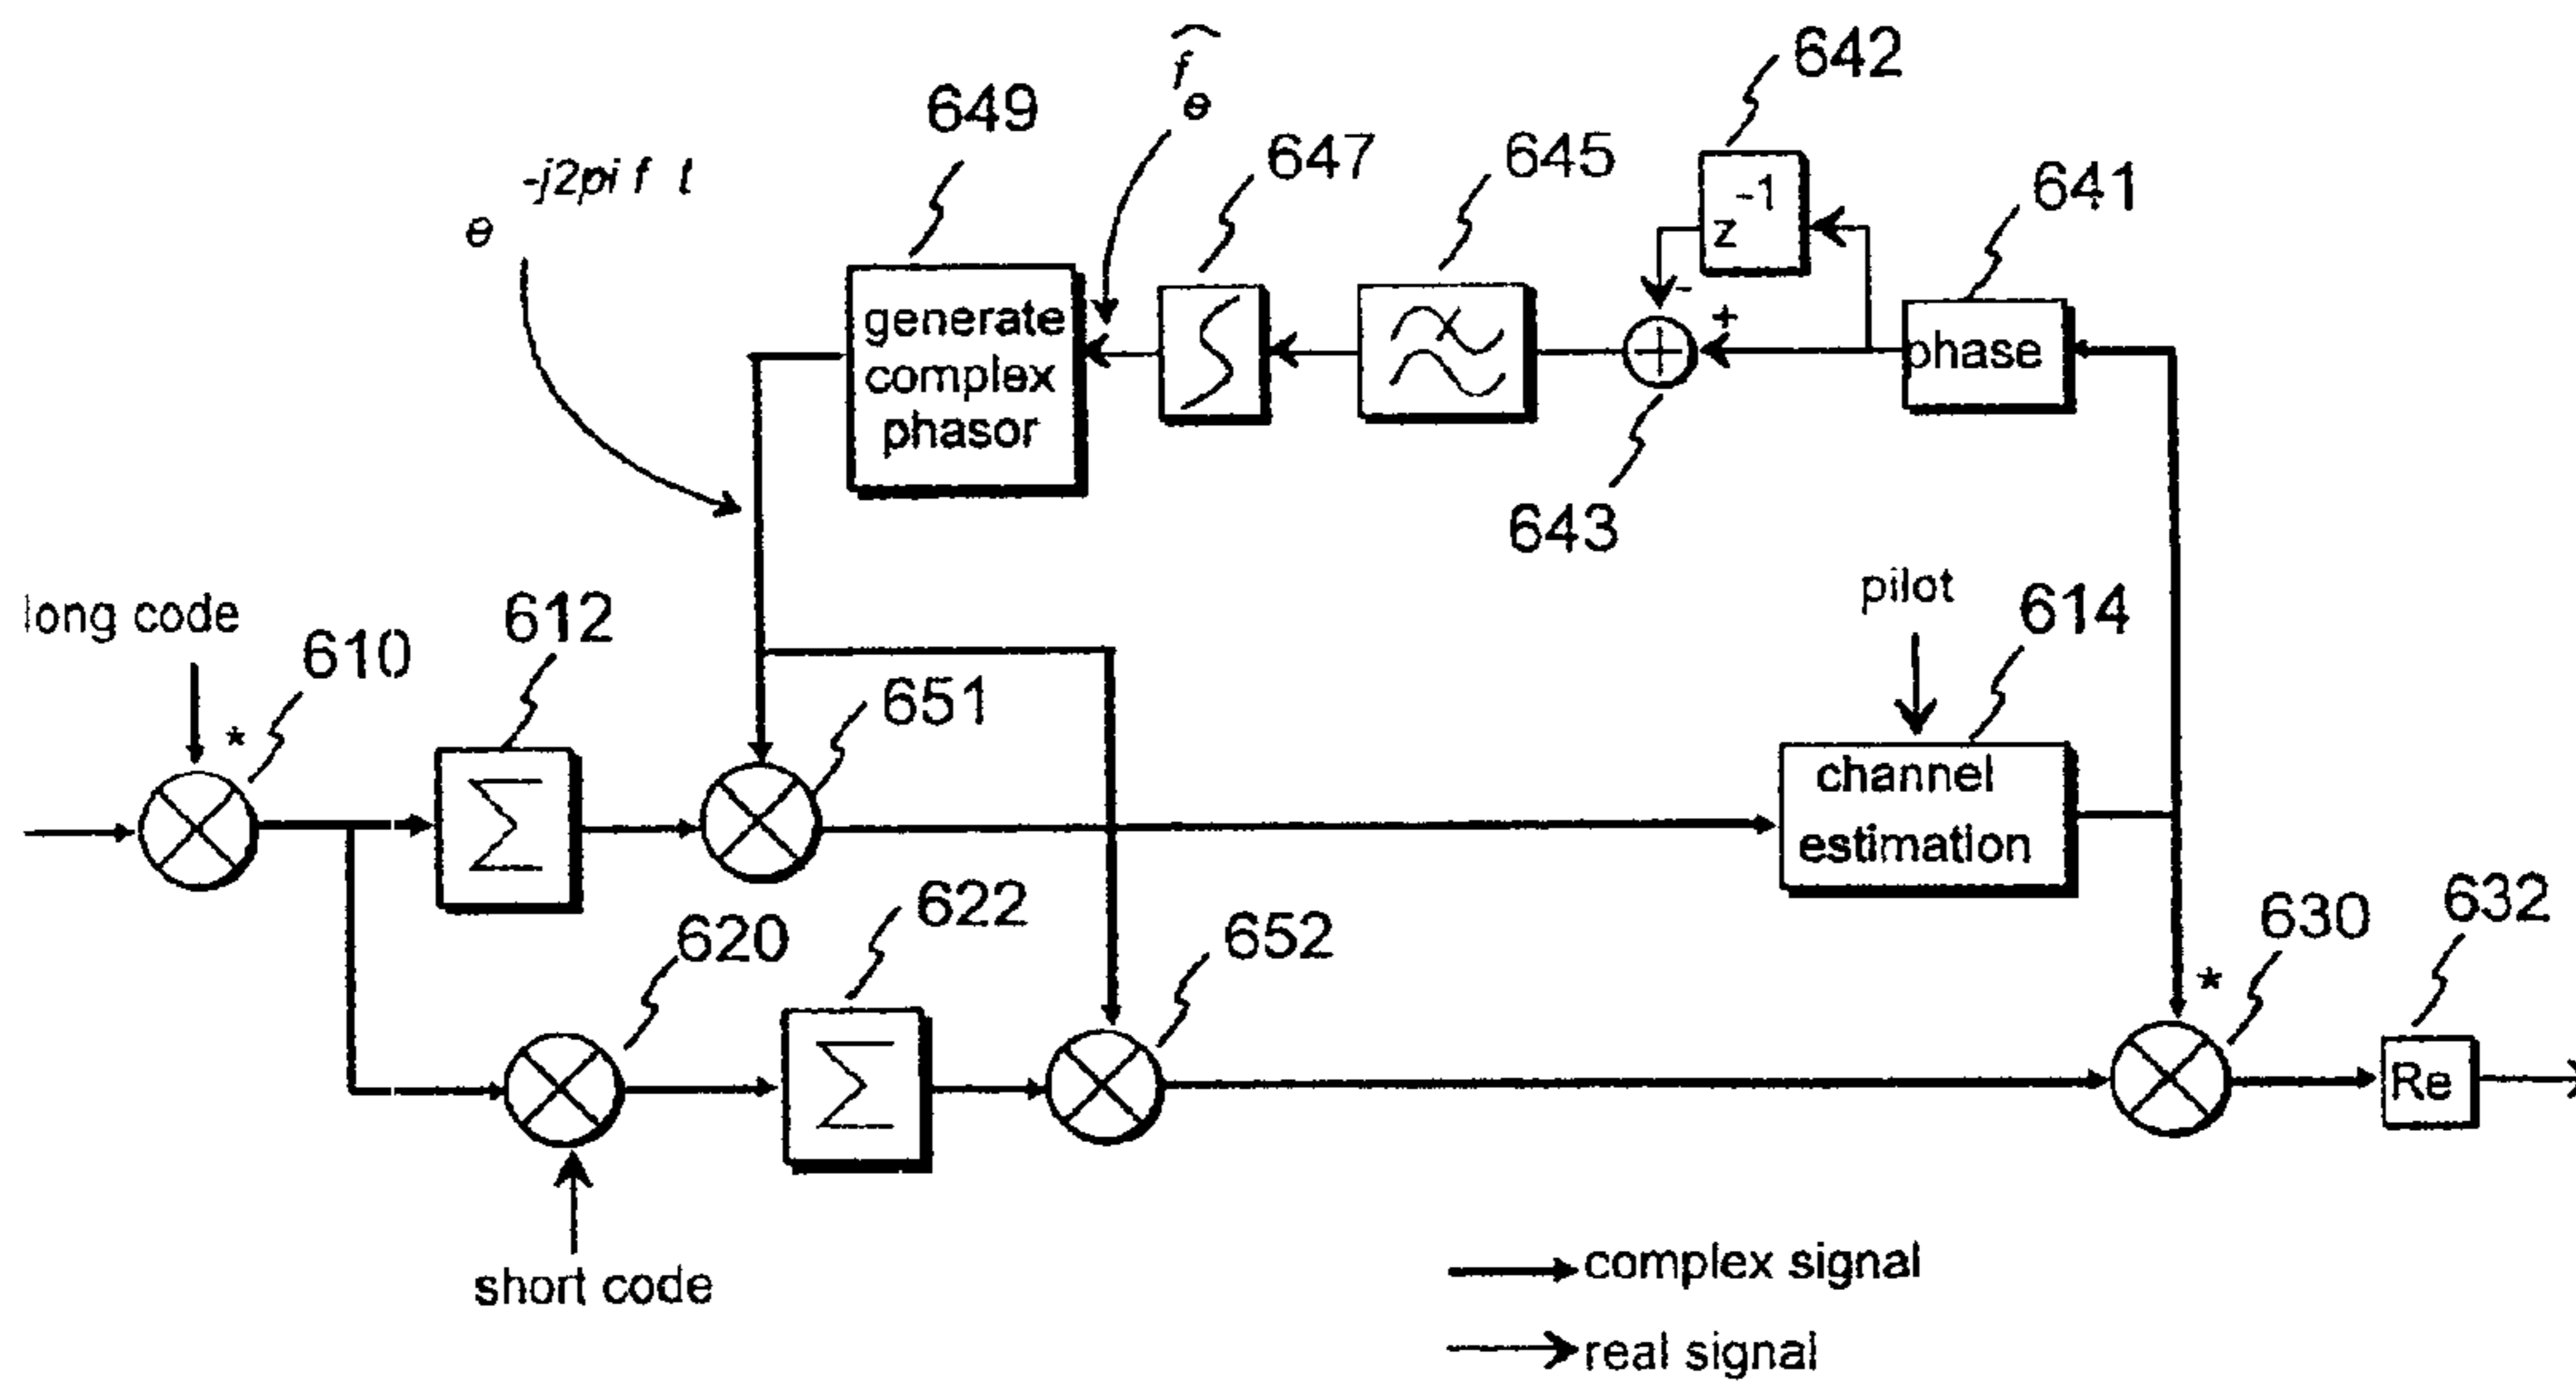 f
e
642
649
647
645
641
-j2pi f t
e
z -1
-
+
generate
complex
phasor
phase
643
long code
610
612
651
pilot
614
*
channel
estimation
620
622
652
630
632
*
Re
short code
complex signal
real signal